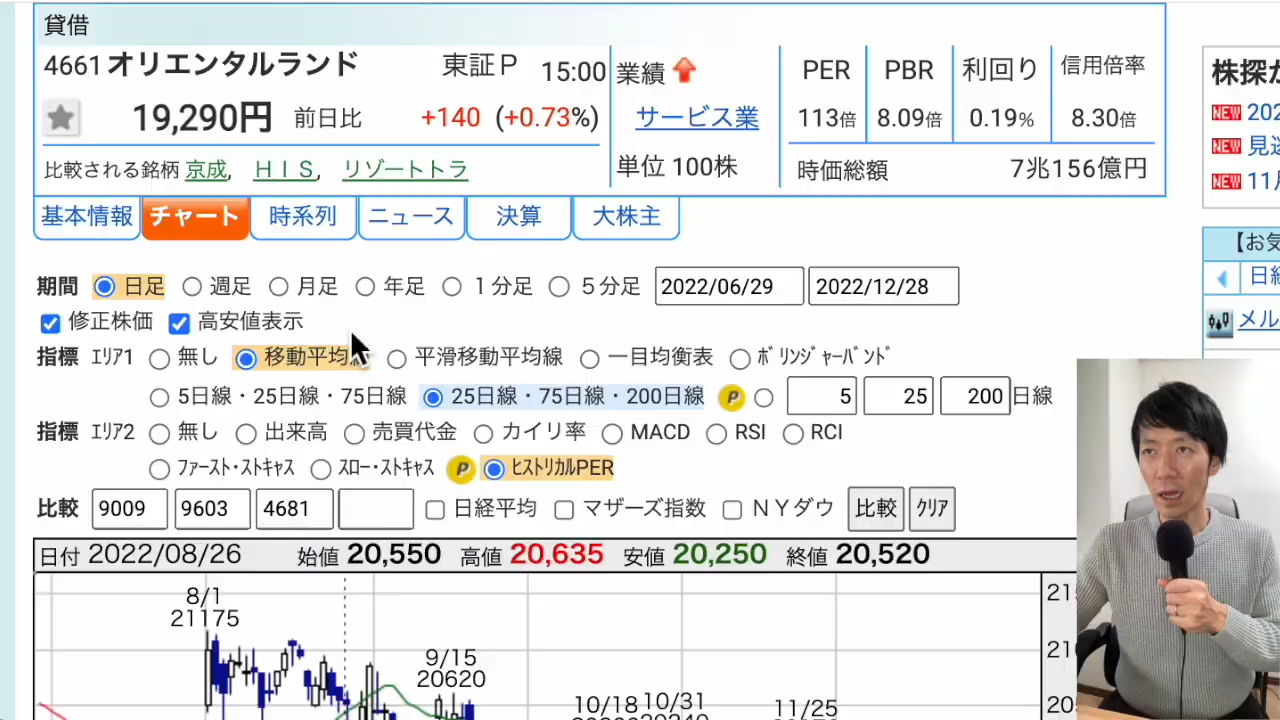 貸借
4661 オリエンタルランド 東証Ｐ 15:00 業績 PER PBR 利回り 信用倍率
19,290円 前日比 +140 (+0.73%) サービス業 113倍 8.09倍 0.19% 8.30倍
比較される銘柄 京成, ＨＩＳ, リゾートトラ 単位 100株 時価総額 7兆156億円
株探
NEW 202
NEW 見送
NEW 11月
基本情報 チャート 時系列 ニュース 決算 大株主
【お気
日経
メル
期間 日足 週足 月足 年足 １分足 ５分足 2022/06/29 2022/12/28
修正株価 高安値表示
指標 ｴﾘｱ1 無し 移動平均線 平滑移動平均線 一目均衡表 ﾎﾞﾘﾝｼﾞｬｰﾊﾞﾝﾄﾞ
5日線・25日線・75日線 25日線・75日線・200日線 P 5 25 200 日線
指標 ｴﾘｱ2 無し 出来高 売買代金 カイリ率 MACD RSI RCI
ﾌｧｰｽﾄ･ｽﾄｷｬｽ ｽﾛｰ･ｽﾄｷｬｽ P ﾋｽﾄﾘｶﾙPER
比較 9009 9603 4681 日経平均 マザーズ指数 ＮＹダウ 比較 ｸﾘｱ
日付 2022/08/26 始値 20,550 高値 20,635 安値 20,250 終値 20,520
8/1
21175
9/15
20620
10/18 10/31 11/25
21
20